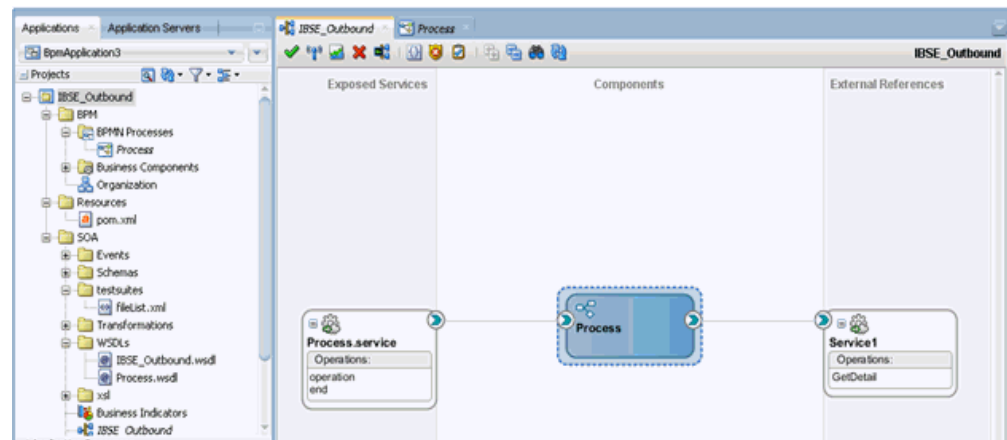 Applications
Application Servers
BpmApplication3
Projects
IBSE_Outbound
BPM
BPMN Processes
Process
Business Components
Organization
Resources
pom.xml
SOA
Events
Schemas
testsuites
fileList.xml
Transformations
WSDLs
IBSE_Outbound.wsdl
Process.wsdl
xsl
Business Indicators
IBSE_Outbound
IBSE_Outbound
Process
IBSE_Outbound
Exposed Services
Components
External References
Process.service
Operations:
operation
end
Process
Service1
Operations:
GetDetail